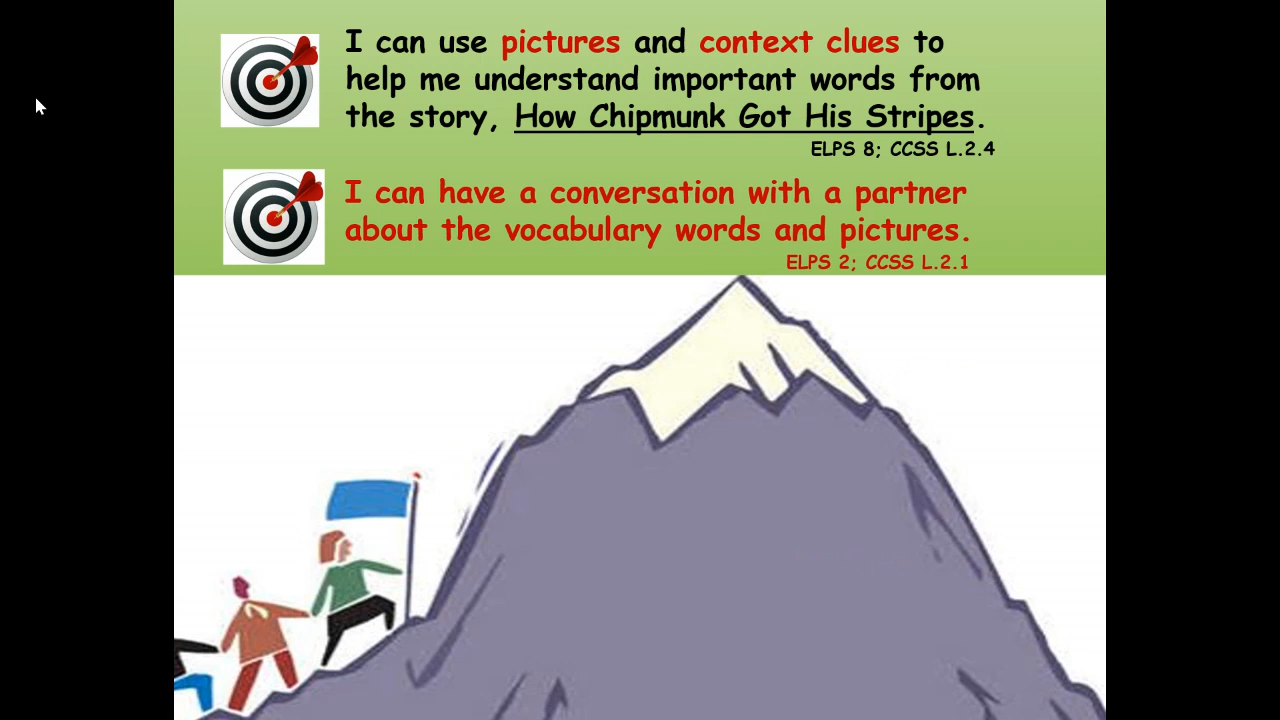 I can use pictures and context clues to
help me understand important words from
the story, How Chipmunk Got His Stripes.
ELPS 8; CCSS L.2.4
I can have a conversation with a partner
about the vocabulary words and pictures.
ELPS 2; CCSS L.2.1